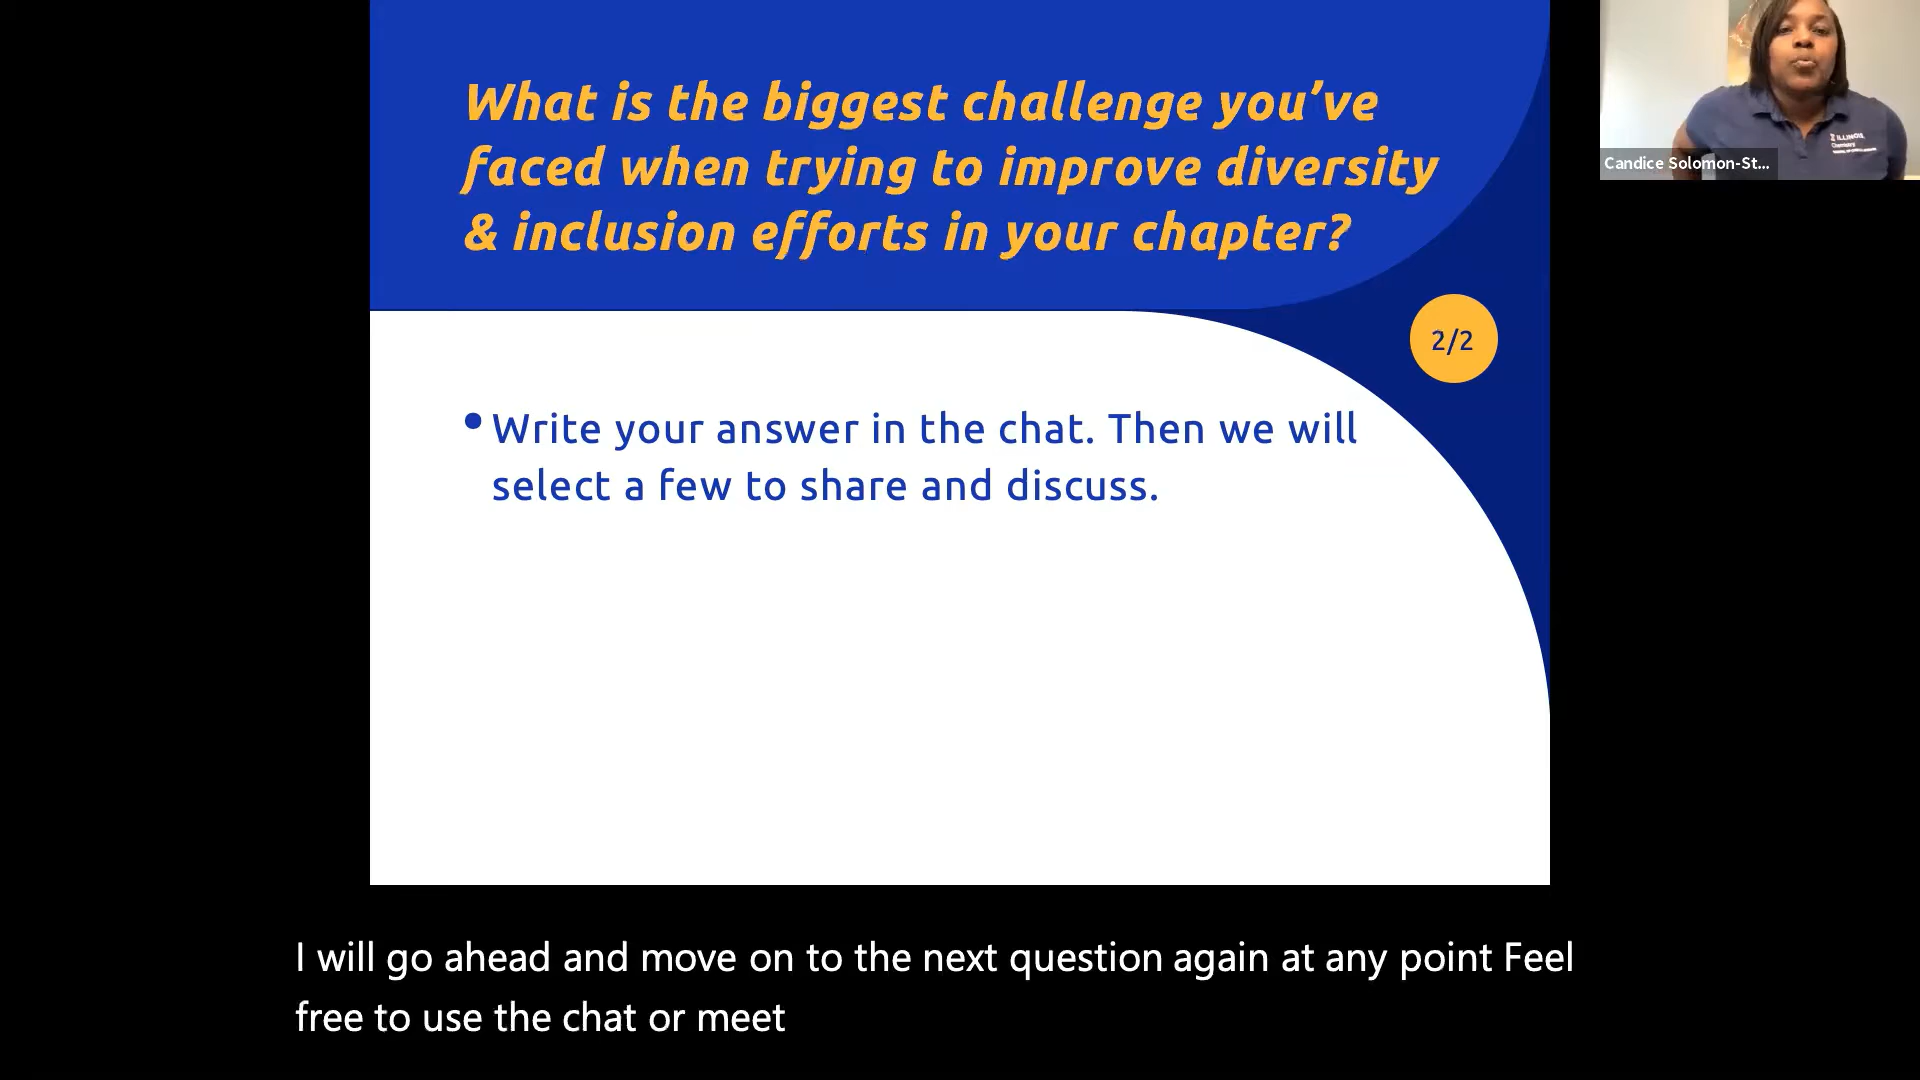 What is the biggest challenge you’ve
faced when trying to improve diversity
& inclusion efforts in your chapter?
2/2
• Write your answer in the chat. Then we will
select a few to share and discuss.
ILLINOIS
Chemistry
Candice Solomon-St...
I will go ahead and move on to the next question again at any point Feel
free to use the chat or meet